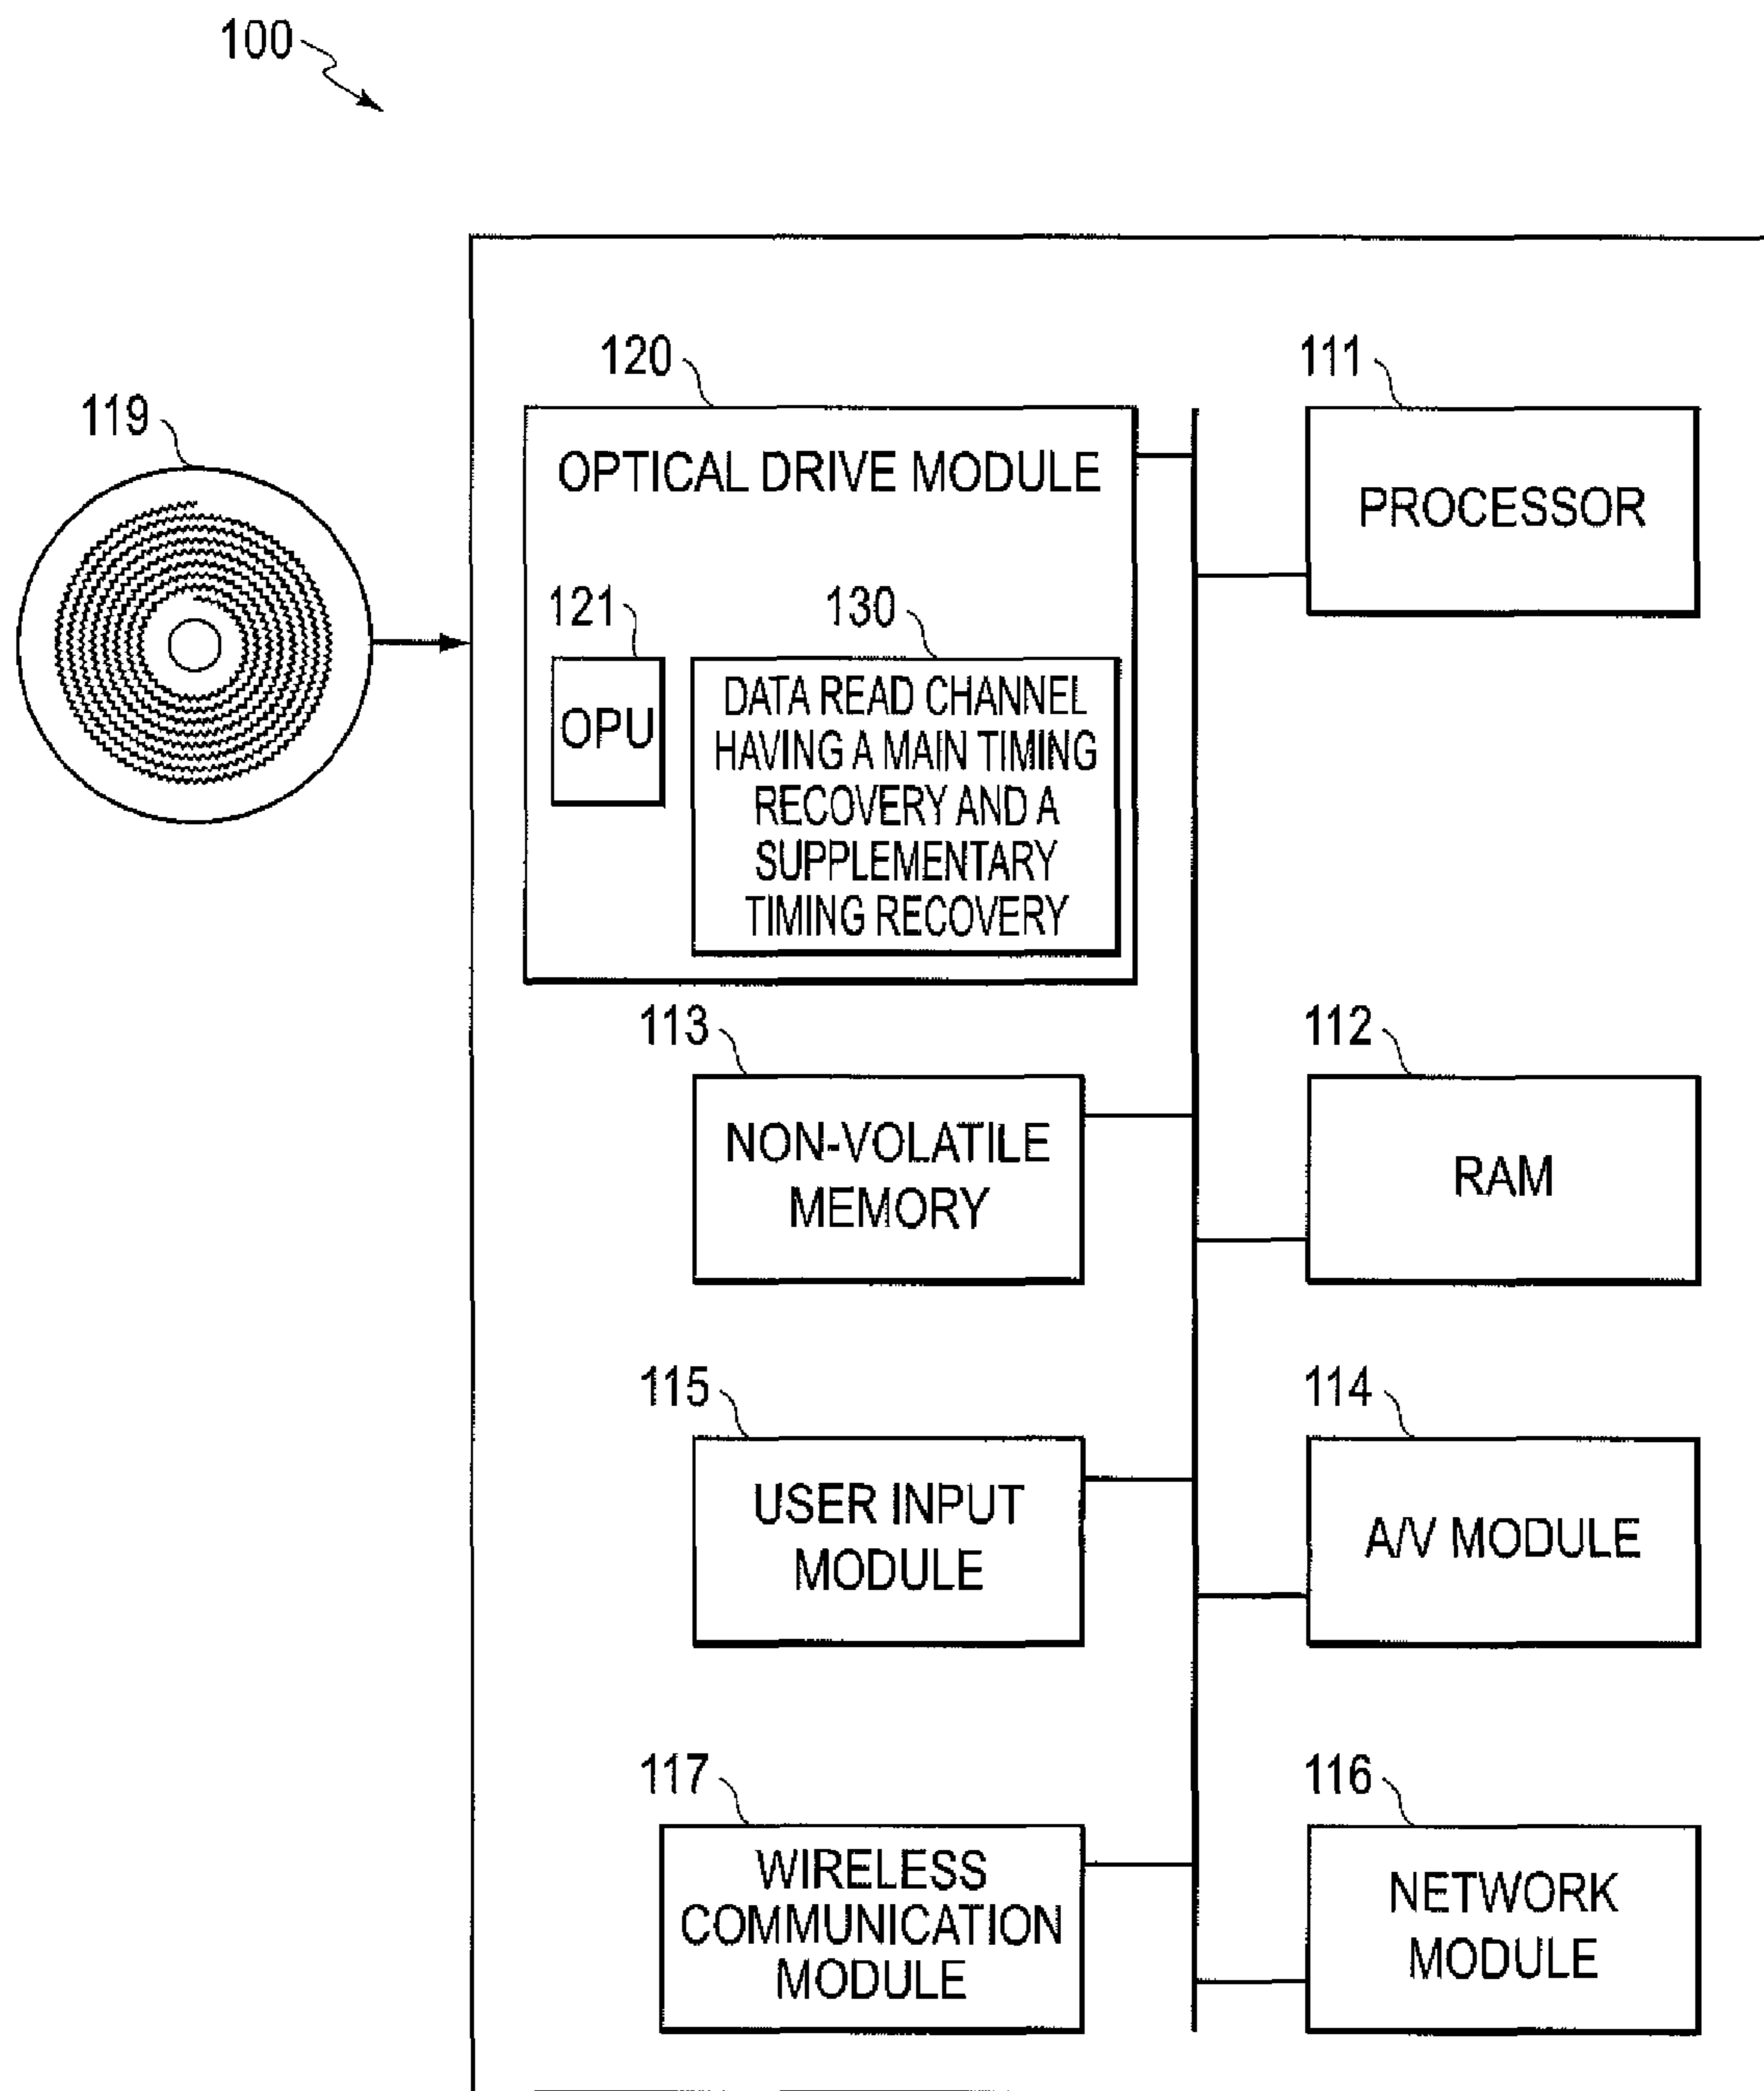 100
120
111
119
OPTICAL DRIVE MODULE
PROCESSOR
121
130
OPU
DATA READ CHANNEL
HAVING A MAIN TIMING
RECOVERY AND A
SUPPLEMENTARY
TIMING RECOVERY
113
112
NON-VOLATILE
MEMORY
RAM
115
114
USER INPUT
MODULE
A/V MODULE
117
116
WIRELESS
COMMUNICATION
MODULE
NETWORK
MODULE